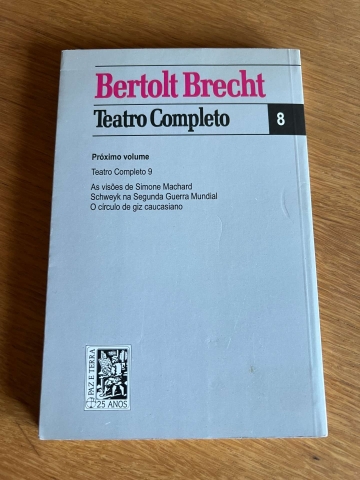 Bertolt Brecht
Teatro Completo
8
Próximo volume
Teatro Completo 9
As visões de Simone Machard
Schweyk na Segunda Guerra Mundial
O círculo de giz caucasiano
PAZ E TERRA
25 ANOS